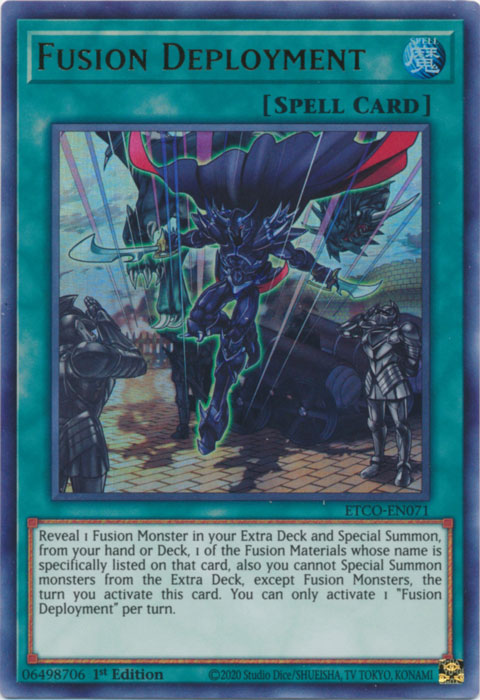 FUSION DEPLOYMENT
SPELL
魔
[SPELL CARD]
ETCO-EN071
Reveal 1 Fusion Monster in your Extra Deck and Special Summon,
from your hand or Deck, 1 of the Fusion Materials whose name is
specifically listed on that card, also you cannot Special Summon
monsters from the Extra Deck, except Fusion Monsters, the
turn you activate this card. You can only activate 1 "Fusion
Deployment" per turn.
06498706 1st Edition ©2020 Studio Dice/SHUEISHA, TV TOKYO, KONAMI